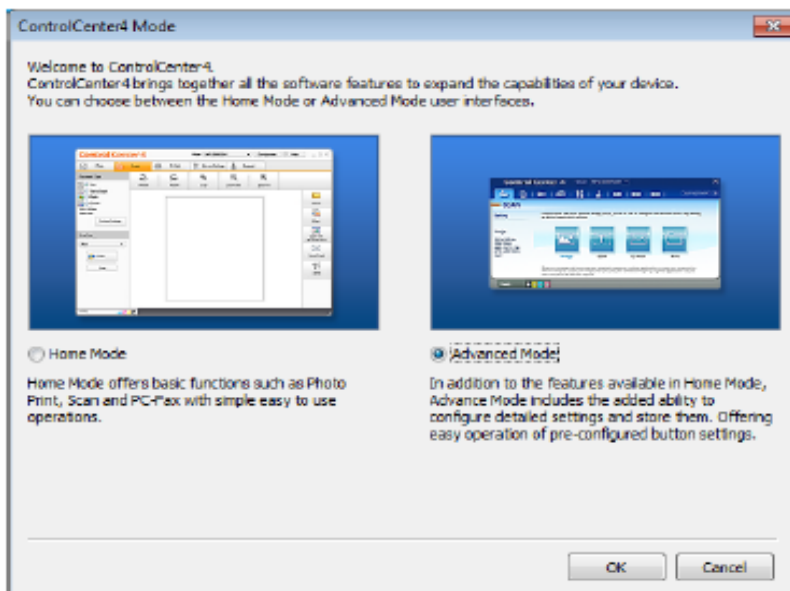 ControlCenter4 Mode
Welcome to ControlCenter4.
ControlCenter4 brings together all the software features to expand the capabilities of your device.
You can choose between the Home Mode or Advanced Mode user interfaces.
Home Mode
Advanced Mode
Home Mode offers basic functions such as Photo
Print, Scan and PC-Fax with simple easy to use
operations.
In addition to the features available in Home Mode,
Advance Mode includes the added ability to
configure detailed settings and store them. Offering
easy operation of pre-configured button settings.
OK
Cancel